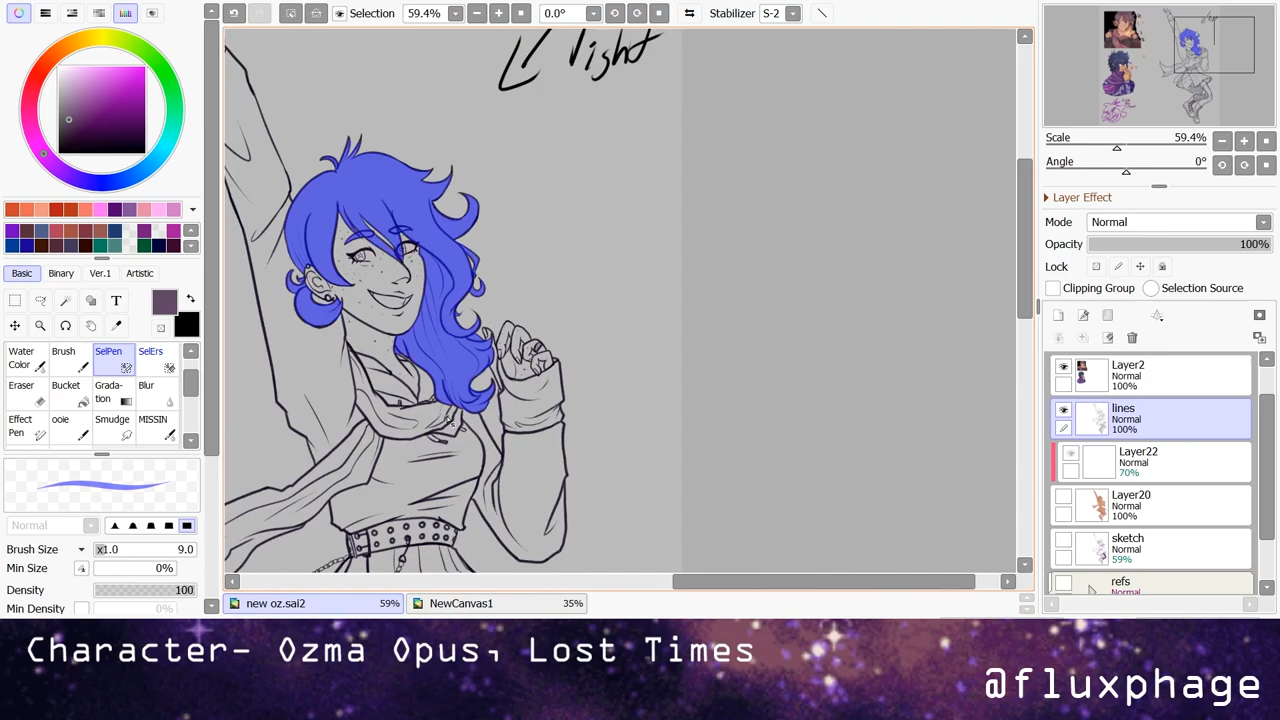 Selection 59.4% 0.0° Stabilizer S-2
light
Scale 59.4%
Angle 0°
Layer Effect
Mode Normal
Opacity 100%
Lock
Clipping Group Selection Source
Basic Binary Ver.1 Artistic
T
Water Color Brush SelPen SelErs
Eraser Bucket Grada-tion Blur
Effect Pen ooie Smudge MISSIN
Normal
Brush Size x1.0 9.0
Min Size 0%
Density 100
Min Density 0%
Layer2
Normal
100%
lines
Normal
100%
Layer22
Normal
70%
Layer20
Normal
100%
sketch
Normal
59%
refs
Normal
new oz.sai2 59% NewCanvas1 35%
Character- Ozma Opus, Lost Times
@fluxphage